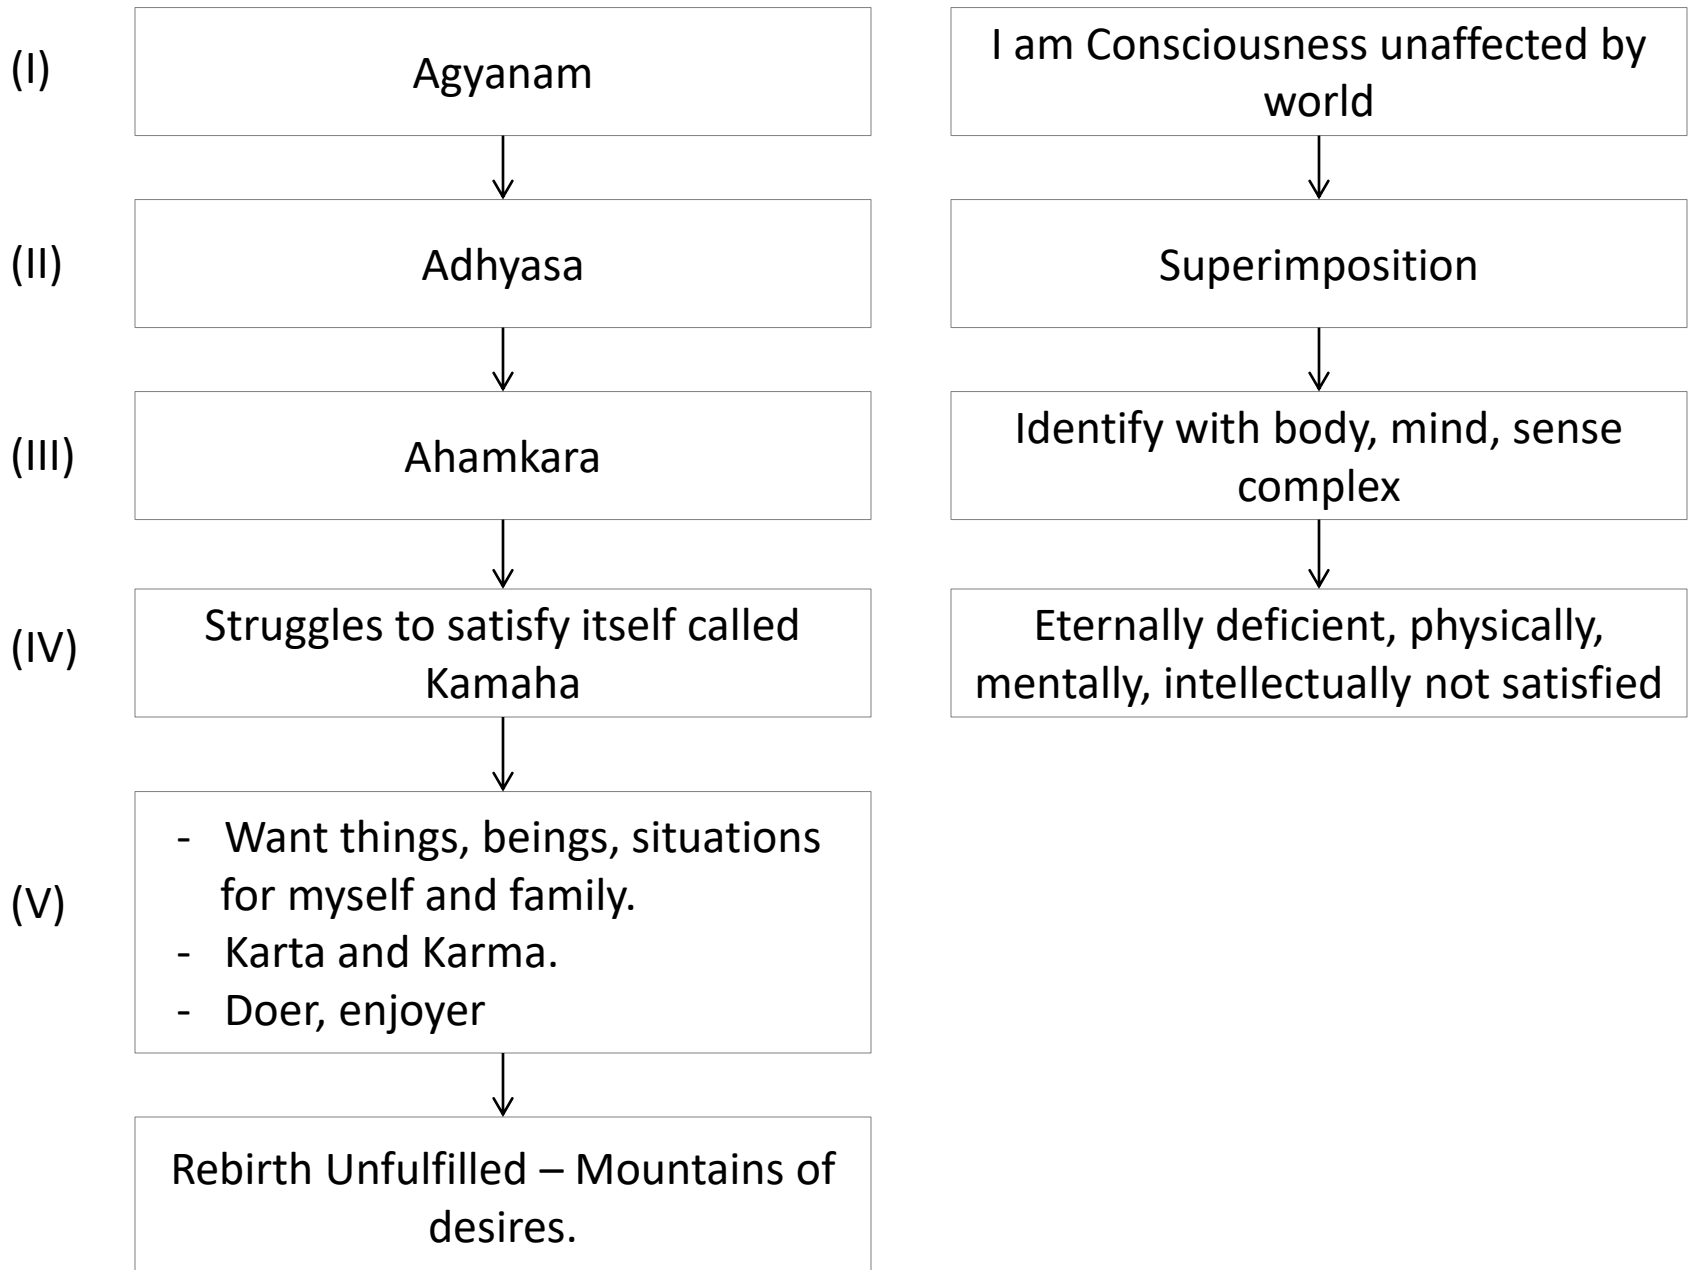 (I)
Agyanam
I am Consciousness unaffected by
world
(II)
Adhyasa
Superimposition
(III)
Ahamkara
Identify with body, mind, sense
complex
(IV)
Struggles to satisfy itself called
Kamaha
Eternally deficient, physically,
mentally, intellectually not satisfied
(V)
- Want things, beings, situations
for myself and family.
- Karta and Karma.
- Doer, enjoyer
Rebirth Unfulfilled – Mountains of
desires.